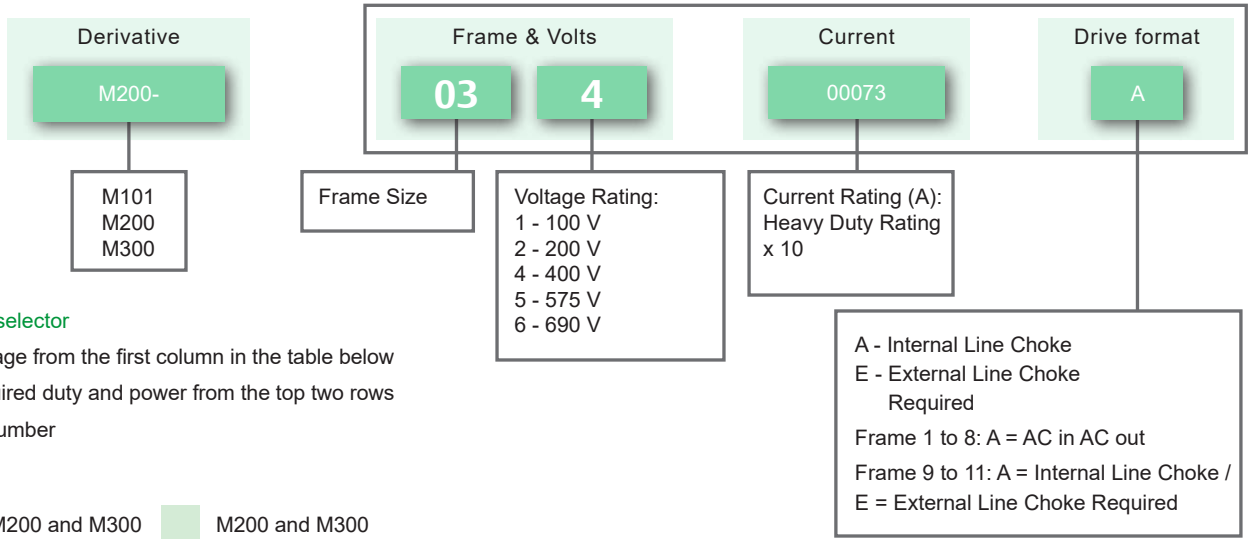 Derivative
Frame & Volts
Current
Drive format
M200-
03
4
00073
A
M101
M200
M300
Frame Size
Voltage Rating:
1 - 100 V
2 - 200 V
4 - 400 V
5 - 575 V
6 - 690 V
Current Rating (A):
Heavy Duty Rating
x 10
A - Internal Line Choke
E - External Line Choke
Required
Frame 1 to 8: A = AC in AC out
Frame 9 to 11: A = Internal Line Choke /
E = External Line Choke Required
selector
from the first column in the table below
duty and power from the top two rows
M200 and M300
M200 and M300